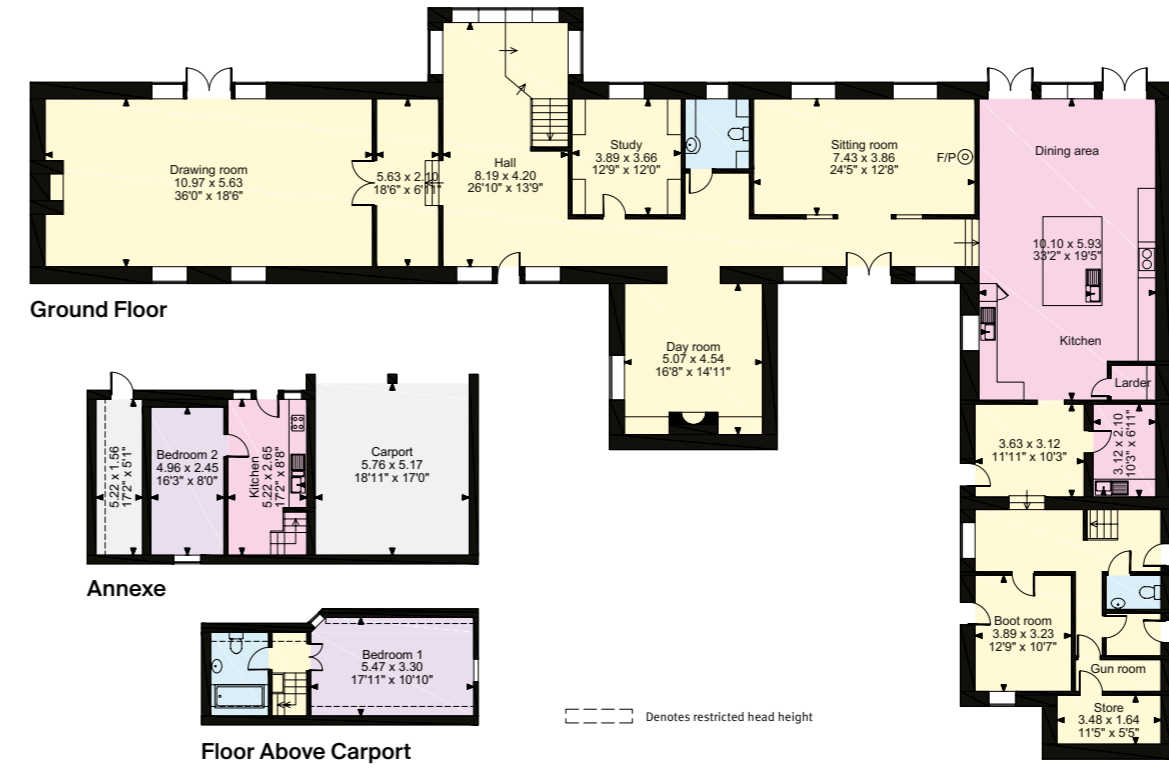 Drawing room
10.97 x 5.63
36'0" x 18'6"
5.63 x 2.10
18'6" x 6'11"
Hall
8.19 x 4.20
26'10" x 13'9"
Study
3.89 x 3.66
12'9" x 12'0"
Sitting room
7.43 x 3.86
24'5" x 12'8"
F/P
Dining area
10.10 x 5.93
33'2" x 19'5"
Kitchen
Larder
Ground Floor
Day room
5.07 x 4.54
16'8" x 14'11"
3.63 x 3.12
11'11" x 10'3"
3.12 x 2.10
10'3" x 6'11"
Boot room
3.89 x 3.23
12'9" x 10'7"
Gun room
Store
3.48 x 1.64
11'5" x 5'5"
5.22 x 1.56
17'2" x 5'1"
Bedroom 2
4.96 x 2.45
16'3" x 8'0"
Kitchen
5.22 x 2.65
17'2" x 8'8"
Carport
5.76 x 5.17
18'11" x 17'0"
Annexe
Bedroom 1
5.47 x 3.30
17'11" x 10'10"
Floor Above Carport
Denotes restricted head height